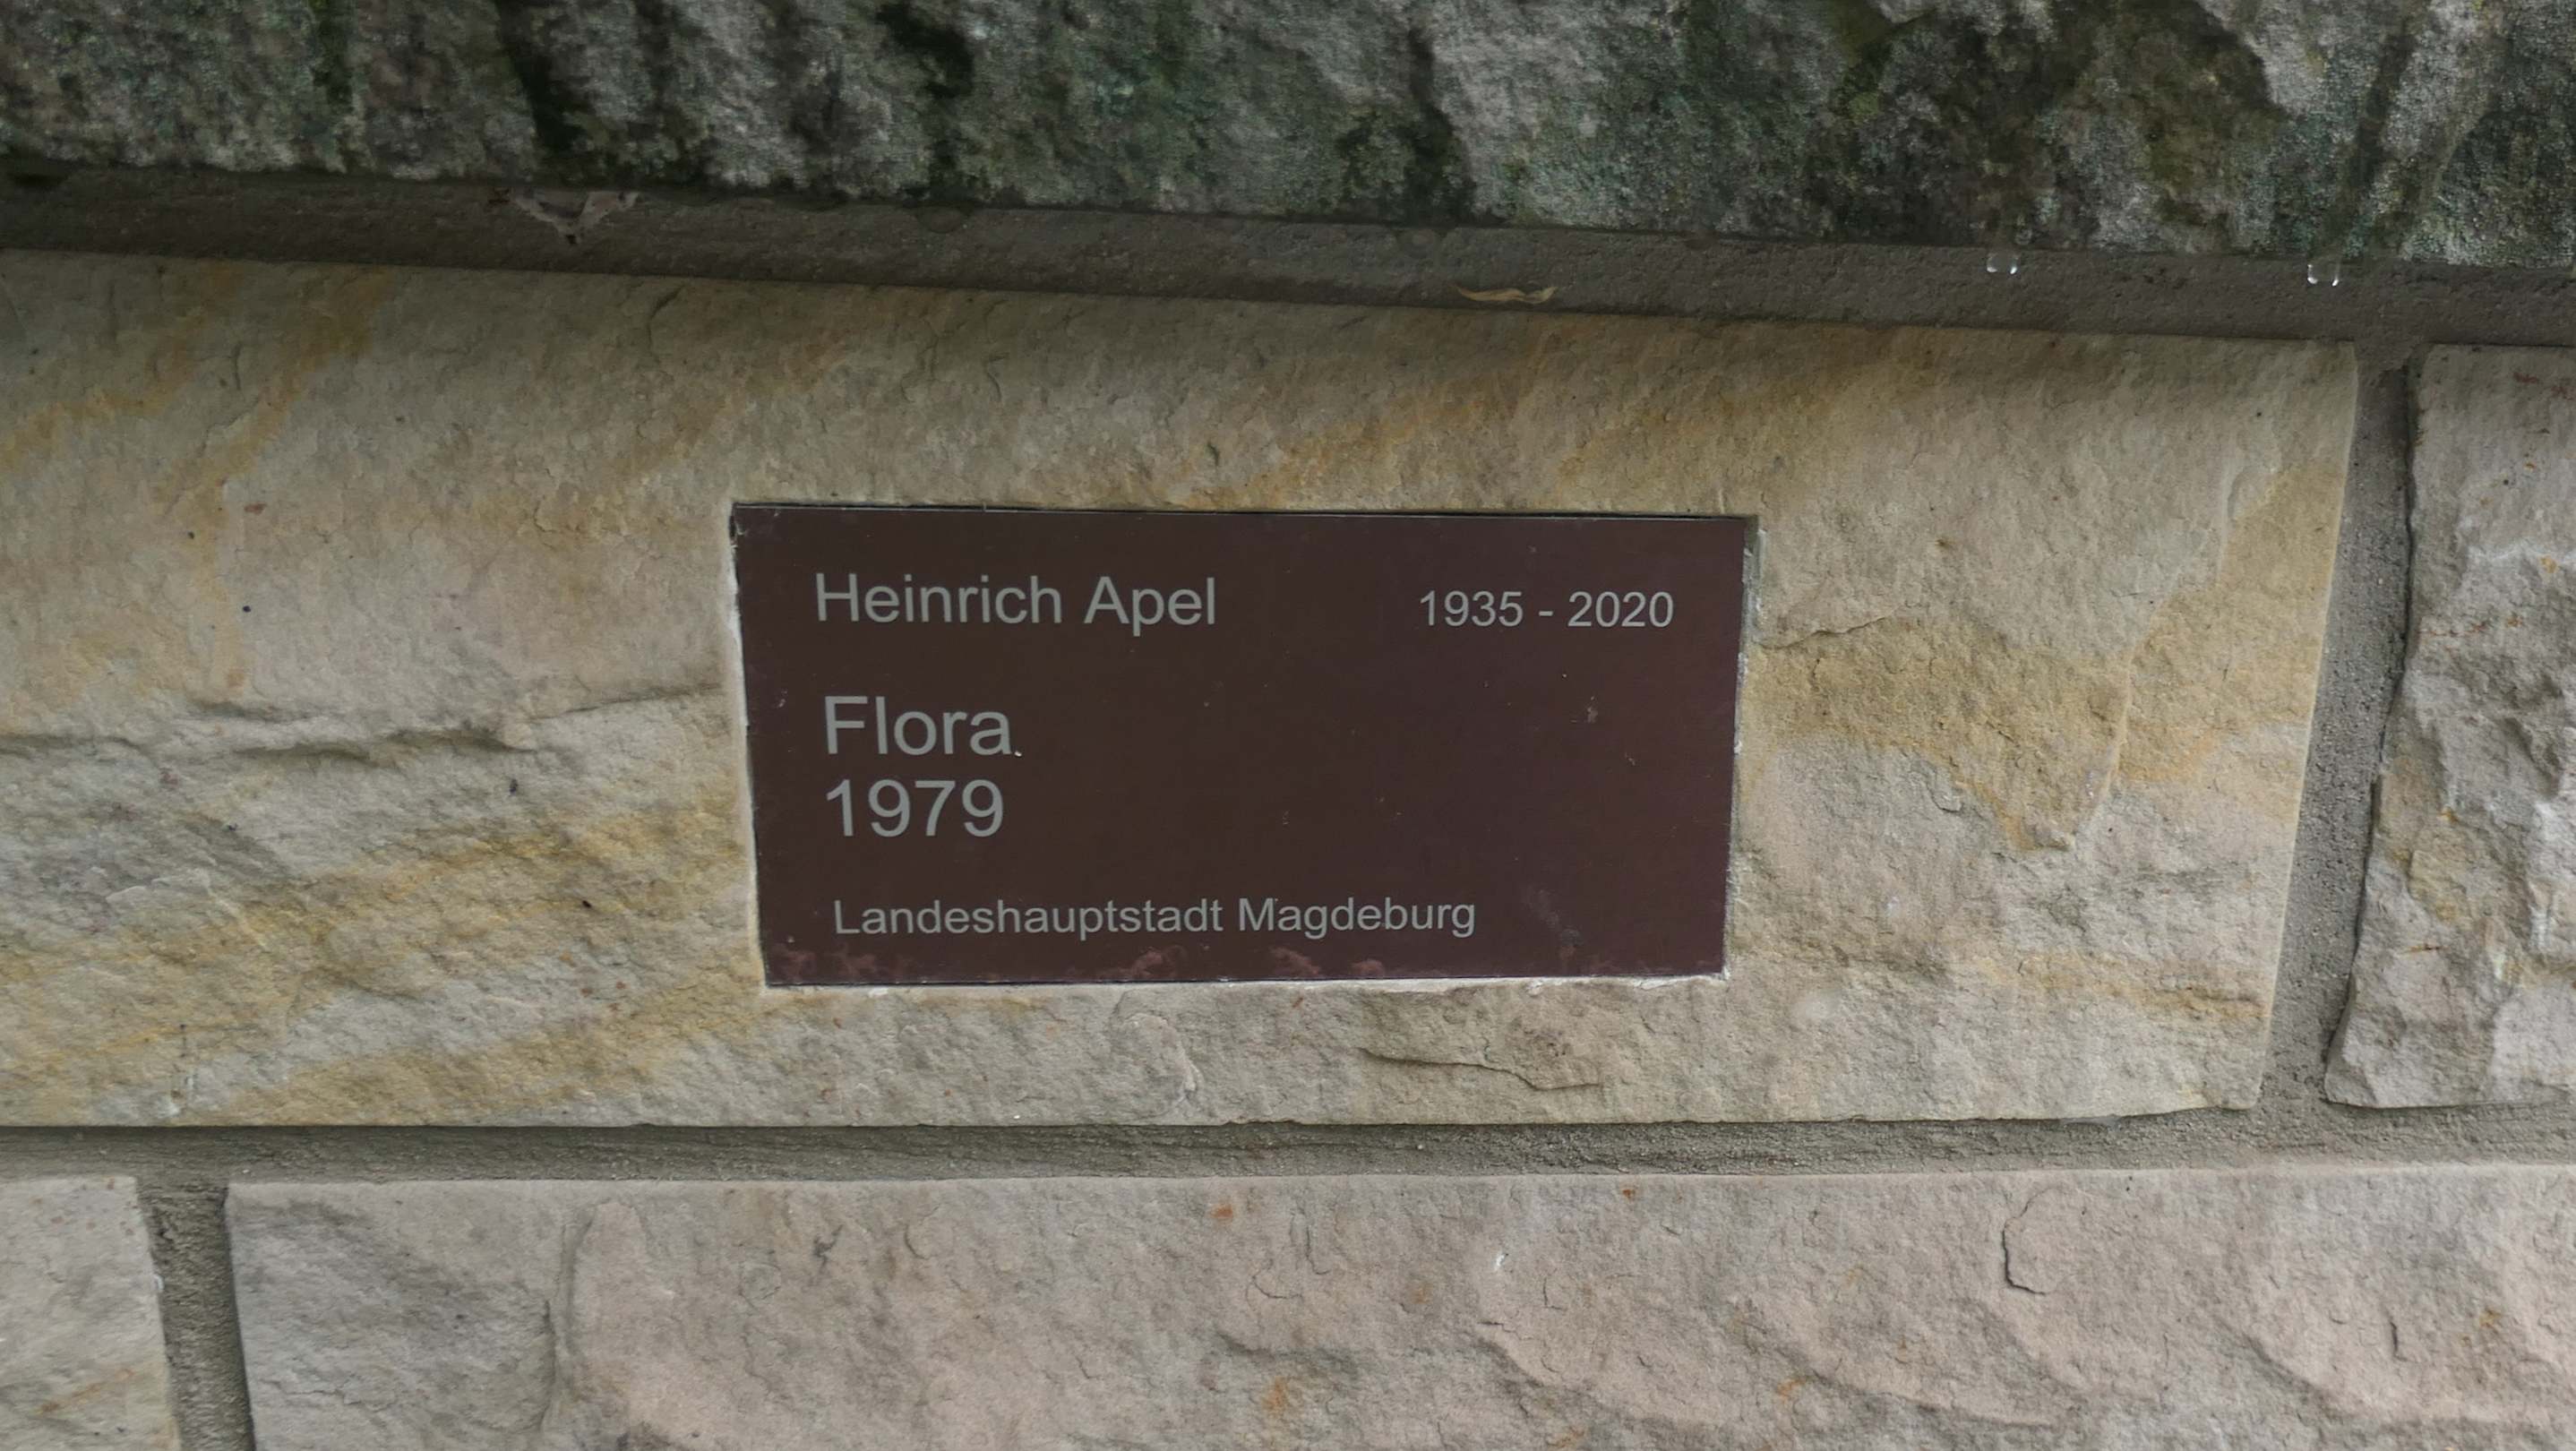 Heinrich Apel 1935 - 2020
Flora
1979
Landeshauptstadt Magdeburg